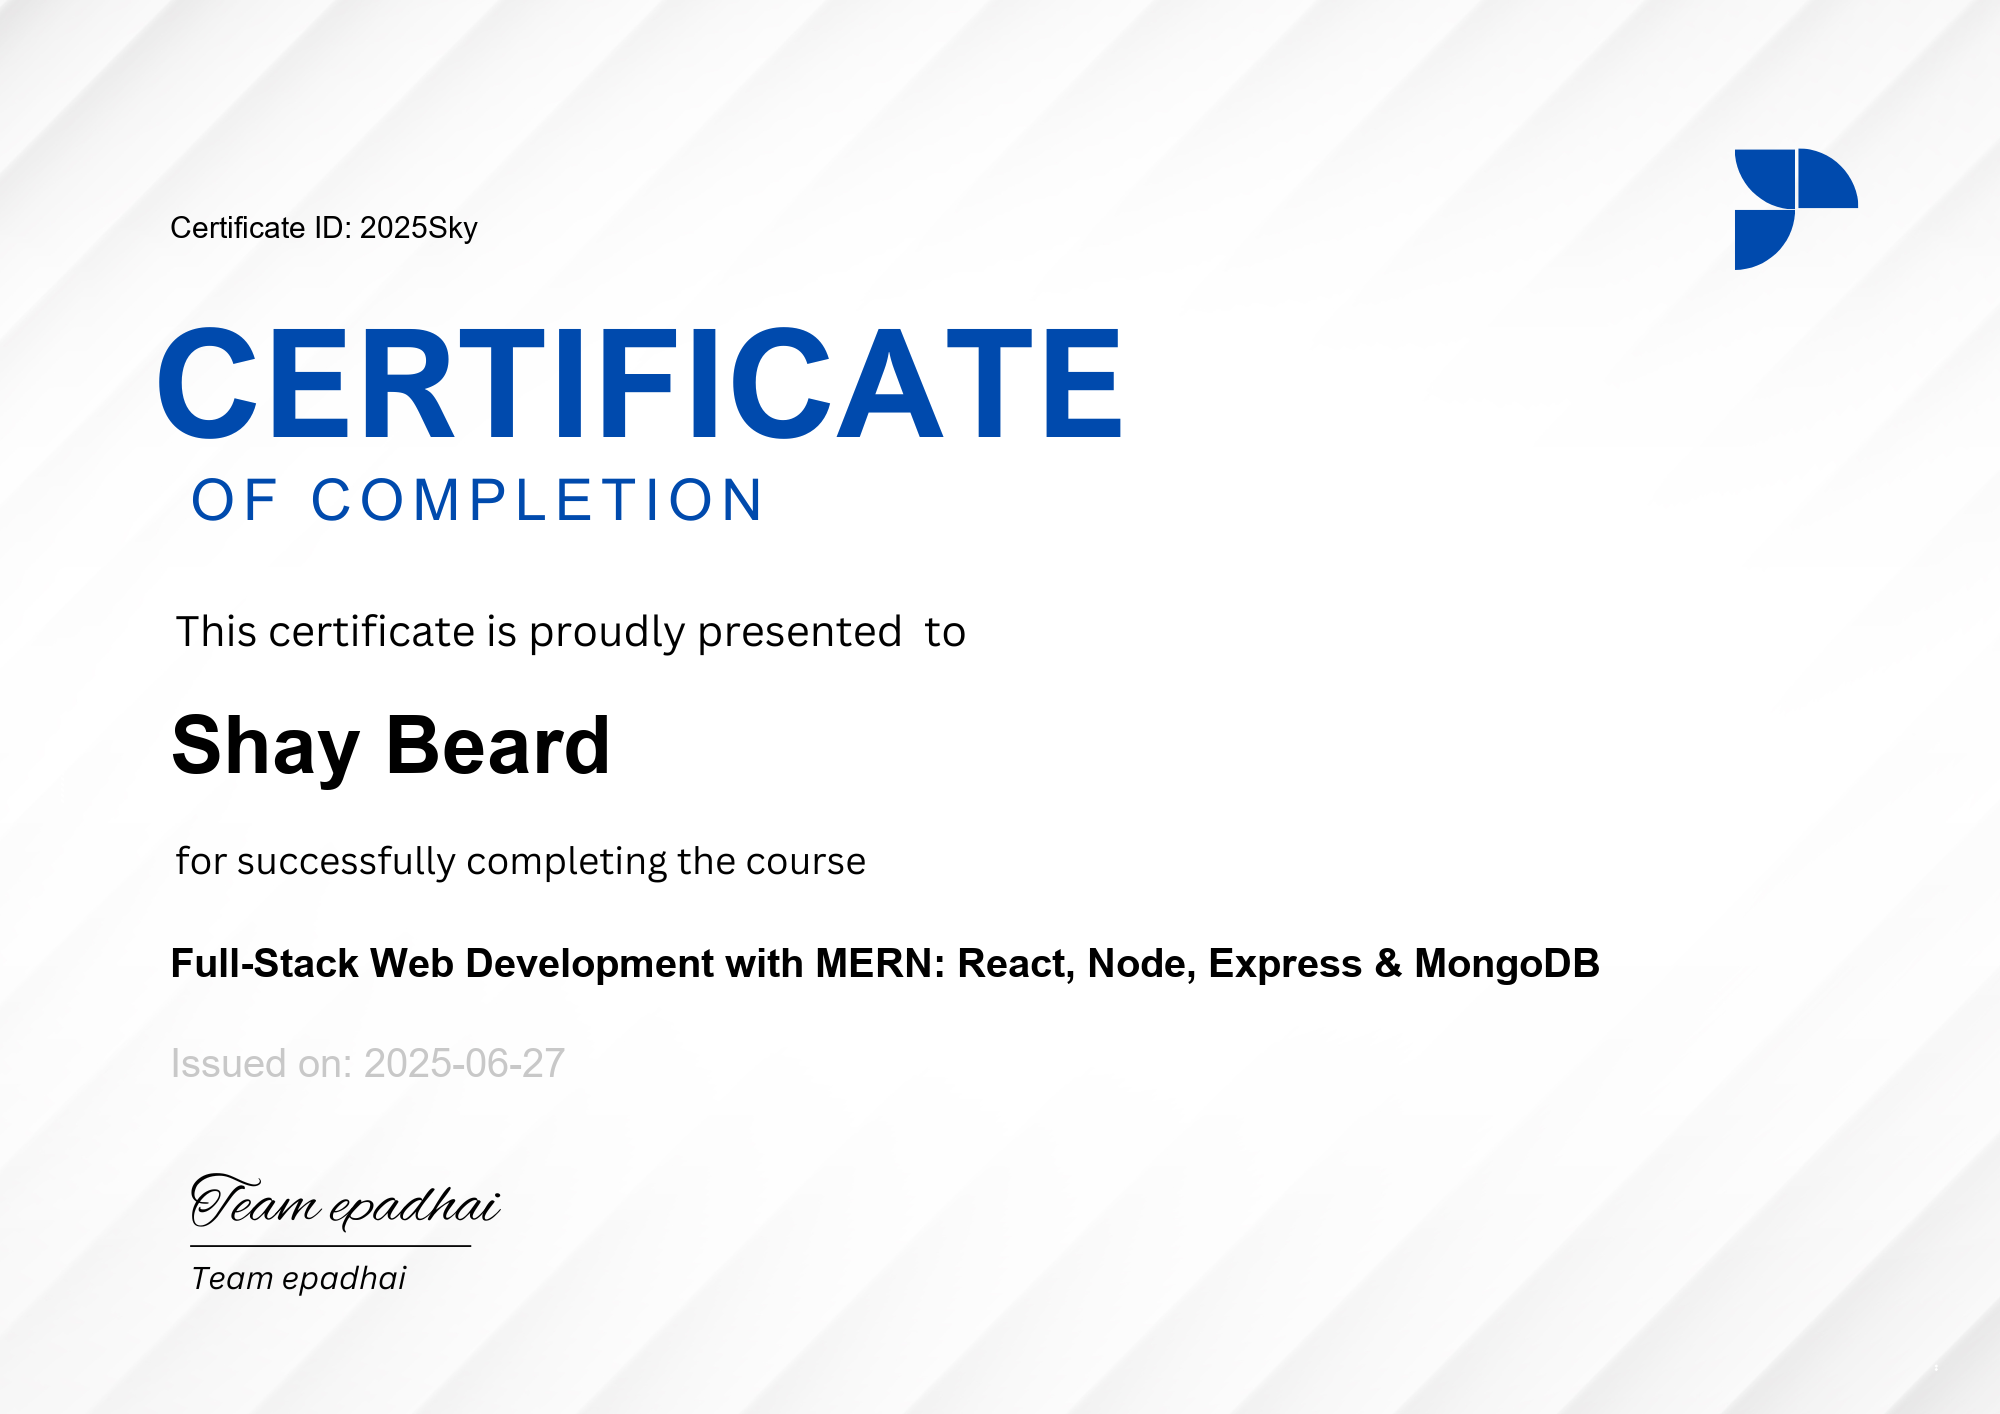 Certificate ID: 2025Sky
CERTIFICATE
OF COMPLETION
This certificate is proudly presented to
Shay Beard
for successfully completing the course
Full-Stack Web Development with MERN: React, Node, Express & MongoDB
Issued on: 2025-06-27
Team epadhai
Team epadhai